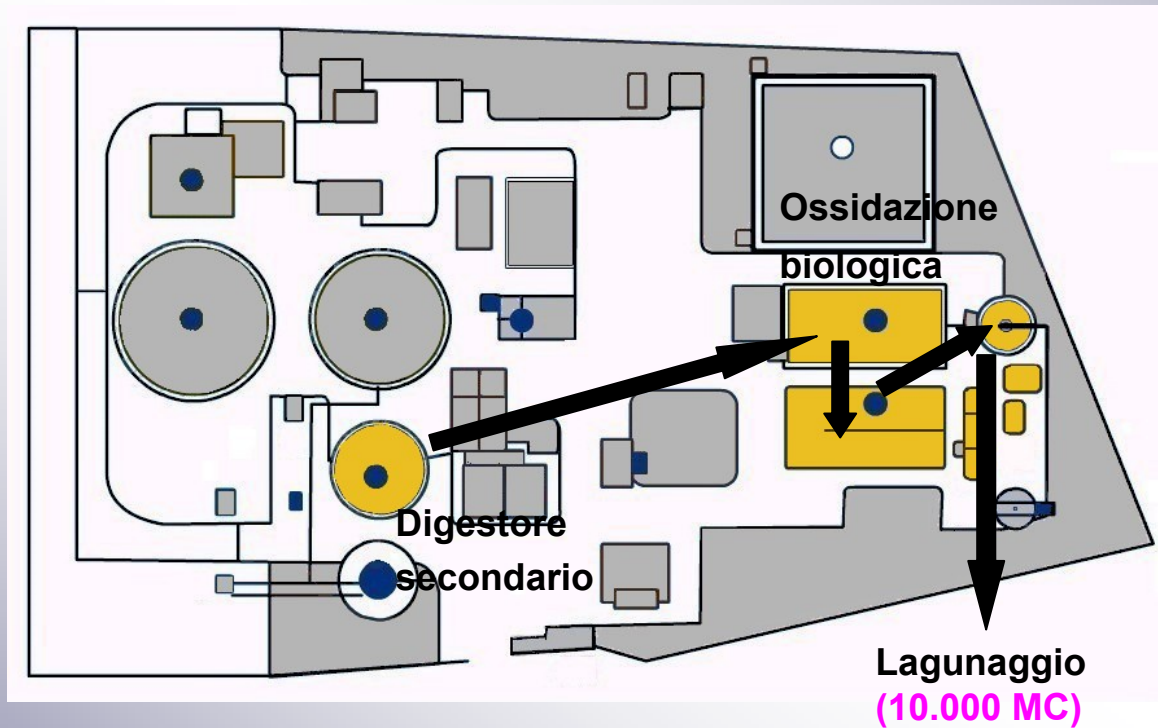 Ossidazione
biologica
Digestore
secondario
Lagunaggio
(10.000 MC)